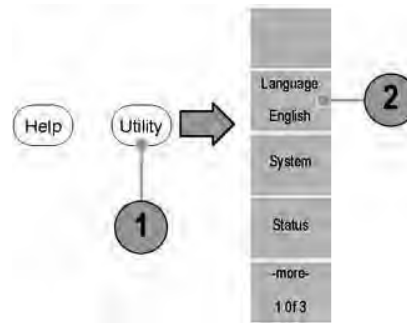 Help
Utility
1
Language
English
2
System
Status
-more-
1 0f 3